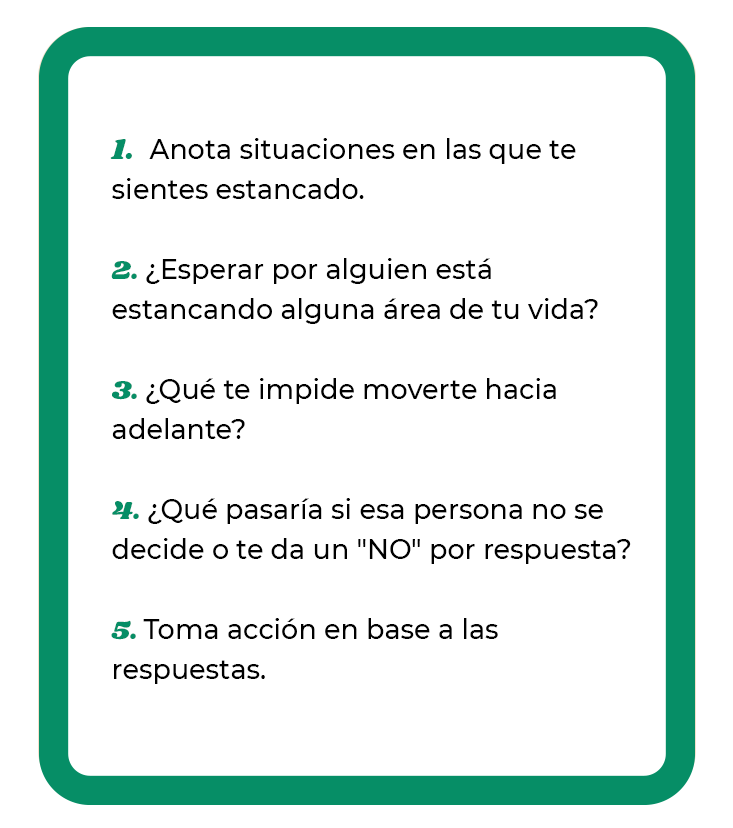 1. Anota situaciones en las que te
sientes estancado.
2. ¿Esperar por alguien está
estancando alguna área de tu vida?
3. ¿Qué te impide moverte hacia
adelante?
4. ¿Qué pasaría si esa persona no se
decide o te da un "NO" por respuesta?
5. Toma acción en base a las
respuestas.